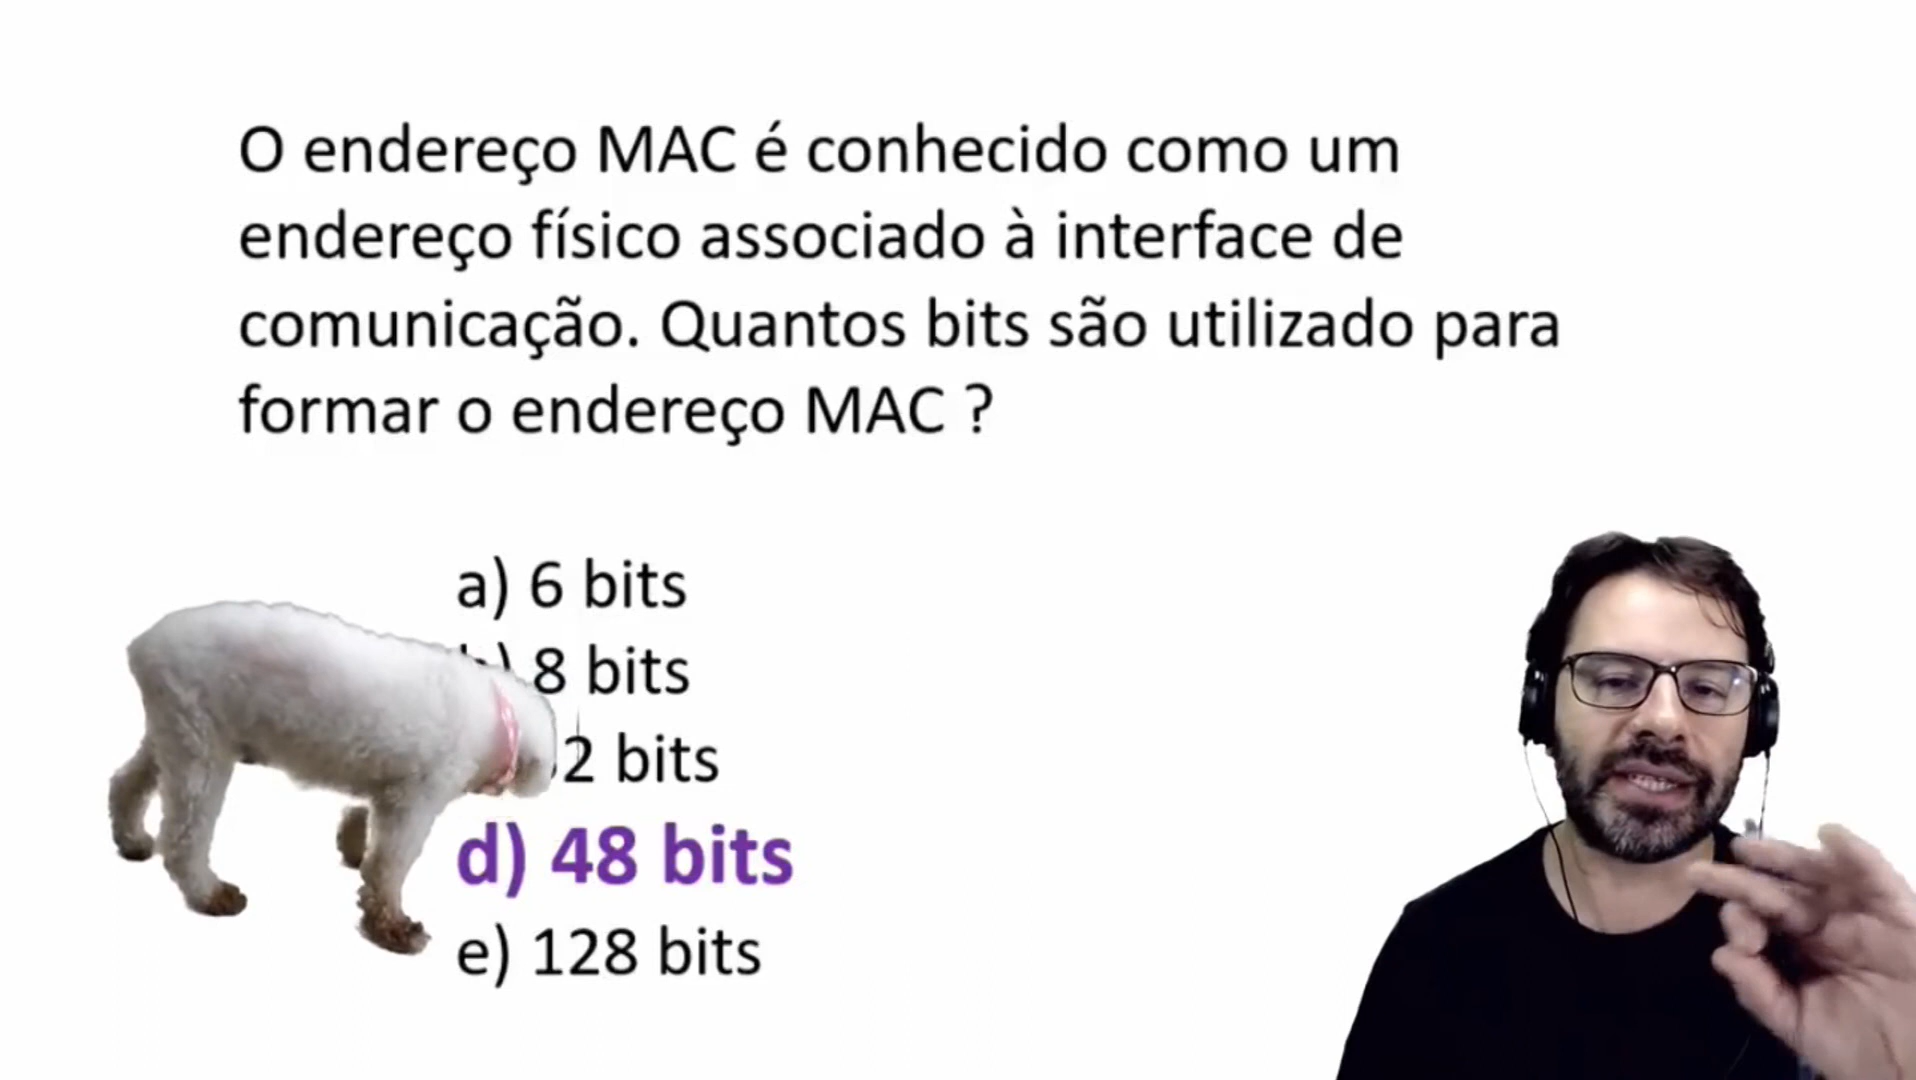 O endereço MAC é conhecido como um
endereço físico associado à interface de
comunicação. Quantos bits são utilizado para
formar o endereço MAC ?
a) 6 bits
8 bits
2 bits
d) 48 bits
e) 128 bits